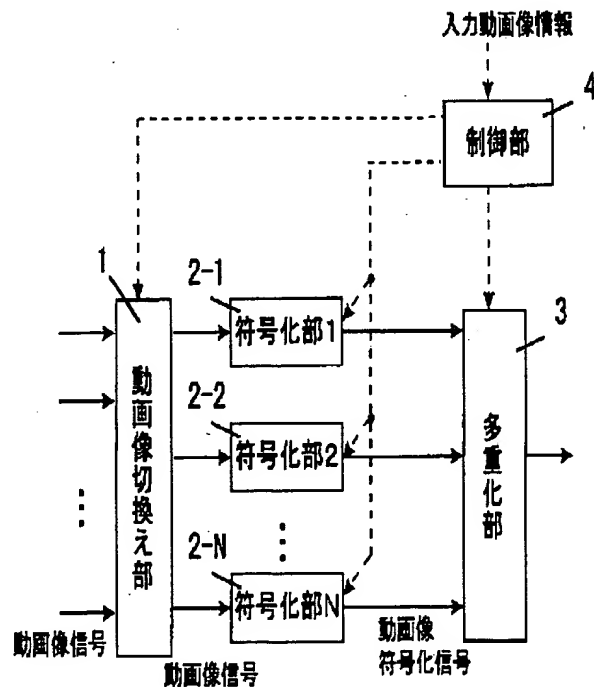 入力動画像情報
4
制御部
1
2-1
符号化部1
3
2-2
動画像切換え部
符号化部2
多重化部
2-N
符号化部N
動画像信号
動画像信号
動画像
符号化信号